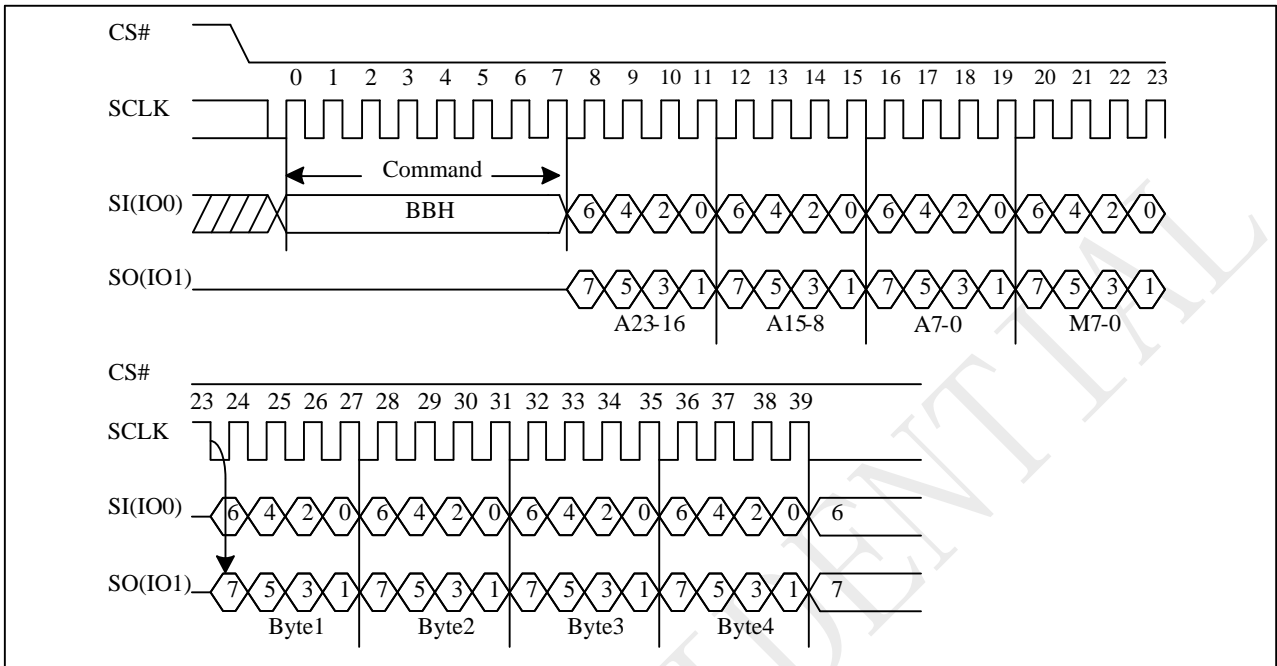 CS#
0 1 2 3 4 5 6 7 8 9 10 11 12 13 14 15 16 17 18 19 20 21 22 23
SCLK
Command
SI(IO0) BBH 6 4 2 0 6 4 2 0 6 4 2 0 6 4 2 0
SO(IO1) 7 5 3 1 7 5 3 1 7 5 3 1 7 5 3 1
A23-16 A15-8 A7-0 M7-0
CS#
23 24 25 26 27 28 29 30 31 32 33 34 35 36 37 38 39
SCLK
SI(IO0) 6 4 2 0 6 4 2 0 6 4 2 0 6 4 2 0 6
SO(IO1) 7 5 3 1 7 5 3 1 7 5 3 1 7 5 3 1 7
Byte1 Byte2 Byte3 Byte4
IDENTIAL